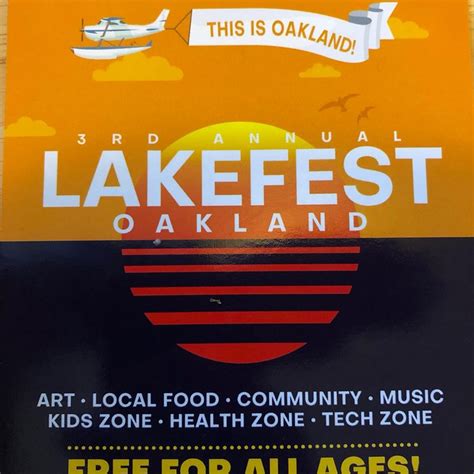 THIS IS OAKLAND!
3RD ANNUAL
LAKEFEST
OAKLAND
ART · LOCAL FOOD · COMMUNITY · MUSIC
KIDS ZONE · HEALTH ZONE · TECH ZONE
FREE FOR ALL AGES!